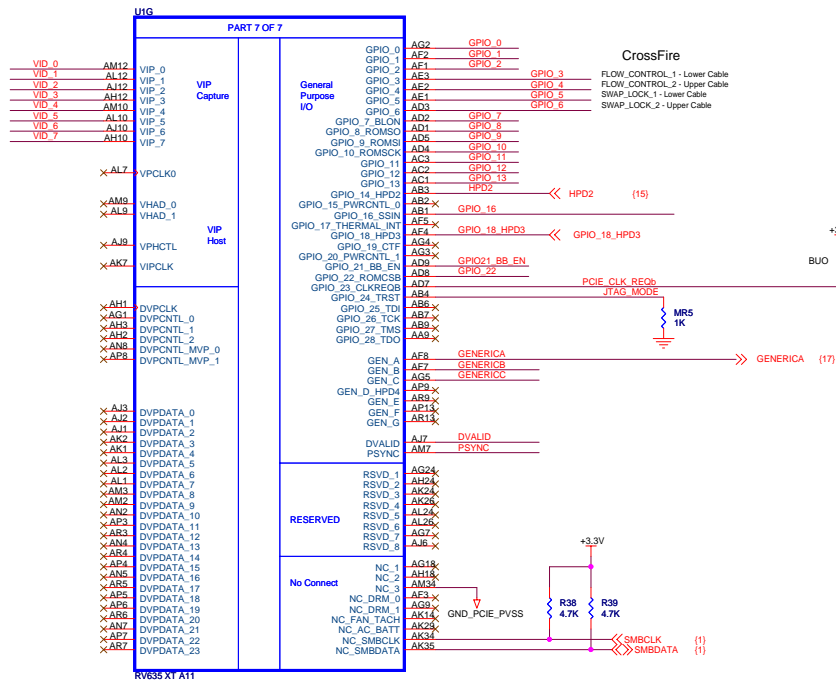 U1G
PART 7 OF 7
VIP
Capture
VIP
Host
General
Purpose
I/O
RESERVED
No Connect
VID_0 AM12 VIP_0
VID_1 AL12 VIP_1
VID_2 AJ12 VIP_2
VID_3 AH12 VIP_3
VID_4 AM10 VIP_4
VID_5 AL10 VIP_5
VID_6 AJ10 VIP_6
VID_7 AH10 VIP_7
AL7 VPCLK0
AM9 VHAD_0
AL9 VHAD_1
AJ9 VPHCTL
AK7 VIPCLK
AH1 DVPCLK
AG1 DVPCNTL_0
AH3 DVPCNTL_1
AH2 DVPCNTL_2
AN8 DVPCNTL_MVP_0
AP8 DVPCNTL_MVP_1
AJ3 DVPDATA_0
AJ2 DVPDATA_1
AJ1 DVPDATA_2
AK2 DVPDATA_3
AK1 DVPDATA_4
AL3 DVPDATA_5
AL2 DVPDATA_6
AL1 DVPDATA_7
AM3 DVPDATA_8
AM2 DVPDATA_9
AN2 DVPDATA_10
AP3 DVPDATA_11
AR3 DVPDATA_12
AN4 DVPDATA_13
AR4 DVPDATA_14
AP4 DVPDATA_15
AN5 DVPDATA_16
AR5 DVPDATA_17
AP5 DVPDATA_18
AP6 DVPDATA_19
AR6 DVPDATA_20
AN7 DVPDATA_21
AP7 DVPDATA_22
AR7 DVPDATA_23
GPIO_0 AG2 GPIO_0
GPIO_1 AF2 GPIO_1
GPIO_2 AF1 GPIO_2
GPIO_3 AE3 GPIO_3
GPIO_4 AE2 GPIO_4
GPIO_5 AE1 GPIO_5
GPIO_6 AD3 GPIO_6
GPIO_7_BLON AD2 GPIO_7
GPIO_8_ROMSO AD1 GPIO_8
GPIO_9_ROMSI AD5 GPIO_9
GPIO_10_ROMSCK AD4 GPIO_10
GPIO_11 AC3 GPIO_11
GPIO_12 AC2 GPIO_12
GPIO_13 AC1 GPIO_13
GPIO_14_HPD2 AB3 HPD2 HPD2 {15}
GPIO_15_PWRCNTL_0 AB2
GPIO_16_SSIN AB1 GPIO_16
GPIO_17_THERMAL_INT AF5
GPIO_18_HPD3 AF4 GPIO_18_HPD3 GPIO_18_HPD3
GPIO_19_CTF AG4
GPIO_20_PWRCNTL_1 AG3
GPIO_21_BB_EN AD9 GPIO21_BB_EN
GPIO_22_ROMCSB AD8 GPIO_22
GPIO_23_CLKREQB AD7 PCIE_CLK_REQb
GPIO_24_TRST AB4 JTAG_MODE
GPIO_25_TDI AB6
GPIO_26_TCK AB7
GPIO_27_TMS AB9
GPIO_28_TDO AA9
GEN_A AF8 GENERICA GENERICA {17}
GEN_B AF7 GENERICB
GEN_C AG5 GENERICC
GEN_D_HPD4 AP9
GEN_E AR9
GEN_F AP13
GEN_G AR13
DVALID AJ7 DVALID
PSYNC AM7 PSYNC
RSVD_1 AG24
RSVD_2 AH24
RSVD_3 AK24
RSVD_4 AK26
RSVD_5 AL24
RSVD_6 AL26
RSVD_7 AG7
RSVD_8 AJ6
NC_1 AG18
NC_2 AH18
NC_3 AM34
NC_DRM_0 AF3
NC_DRM_1 AG9
NC_FAN_TACH AK14
NC_AC_BATT AK29
NC_SMBCLK AK34 SMBCLK {1}
NC_SMBDATA AK35 SMBDATA {1}
CrossFire
FLOW_CONTROL_1 - Lower Cable
FLOW_CONTROL_2 - Upper Cable
SWAP_LOCK_1 - Lower Cable
SWAP_LOCK_2 - Upper Cable
BUO
MR5
1K
GND_PCIE_PVSS
+3.3V
R38
4.7K
R39
4.7K
RV635 XT A11